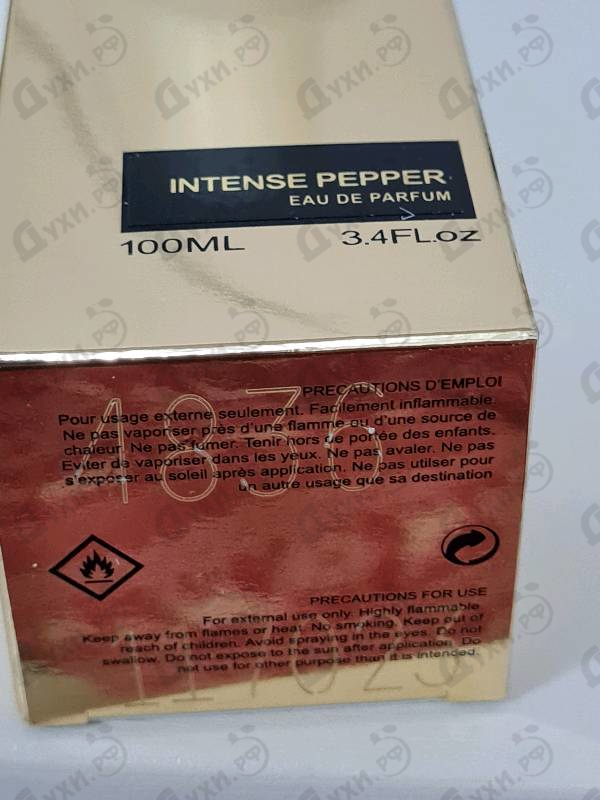 INTENSE PEPPER
EAU DE PARFUM
100ML 3.4FL.oz
PRECAUTIONS D'EMPLOI
Pour usage externe seulement. Facilement inflammable.
Ne pas vaporiser près d'une flamme ou d'une source de
chaleur. Ne pas fumer. Tenir hors de portée des enfants.
Eviter de vaporiser dans les yeux. Ne pas avaler. Ne pas
s'exposer au soleil après application. Ne pas utiliser pour
un autre usage que sa destination
4836
PRECAUTIONS FOR USE
For external use only. Highly flammable.
Keep away from flames or heat. No smoking. Keep out of
reach of children. Avoid spraying in the eyes. Do not
swallow. Do not expose to the sun after application. Do
not use for other purpose than it is intended.
Духи.рф